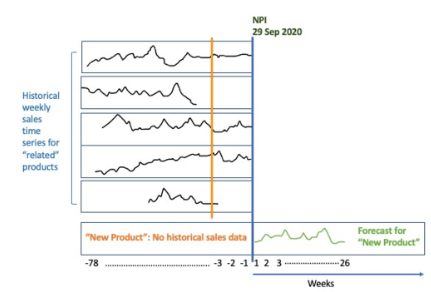 NPI
29 Sep 2020
Historical
weekly
sales
time
series for
“related”
products
“New Product”: No historical sales data
Forecast for
“New Product”
-78 ................................ -3 -2 -1 1 2 3 ..................... 26
Weeks